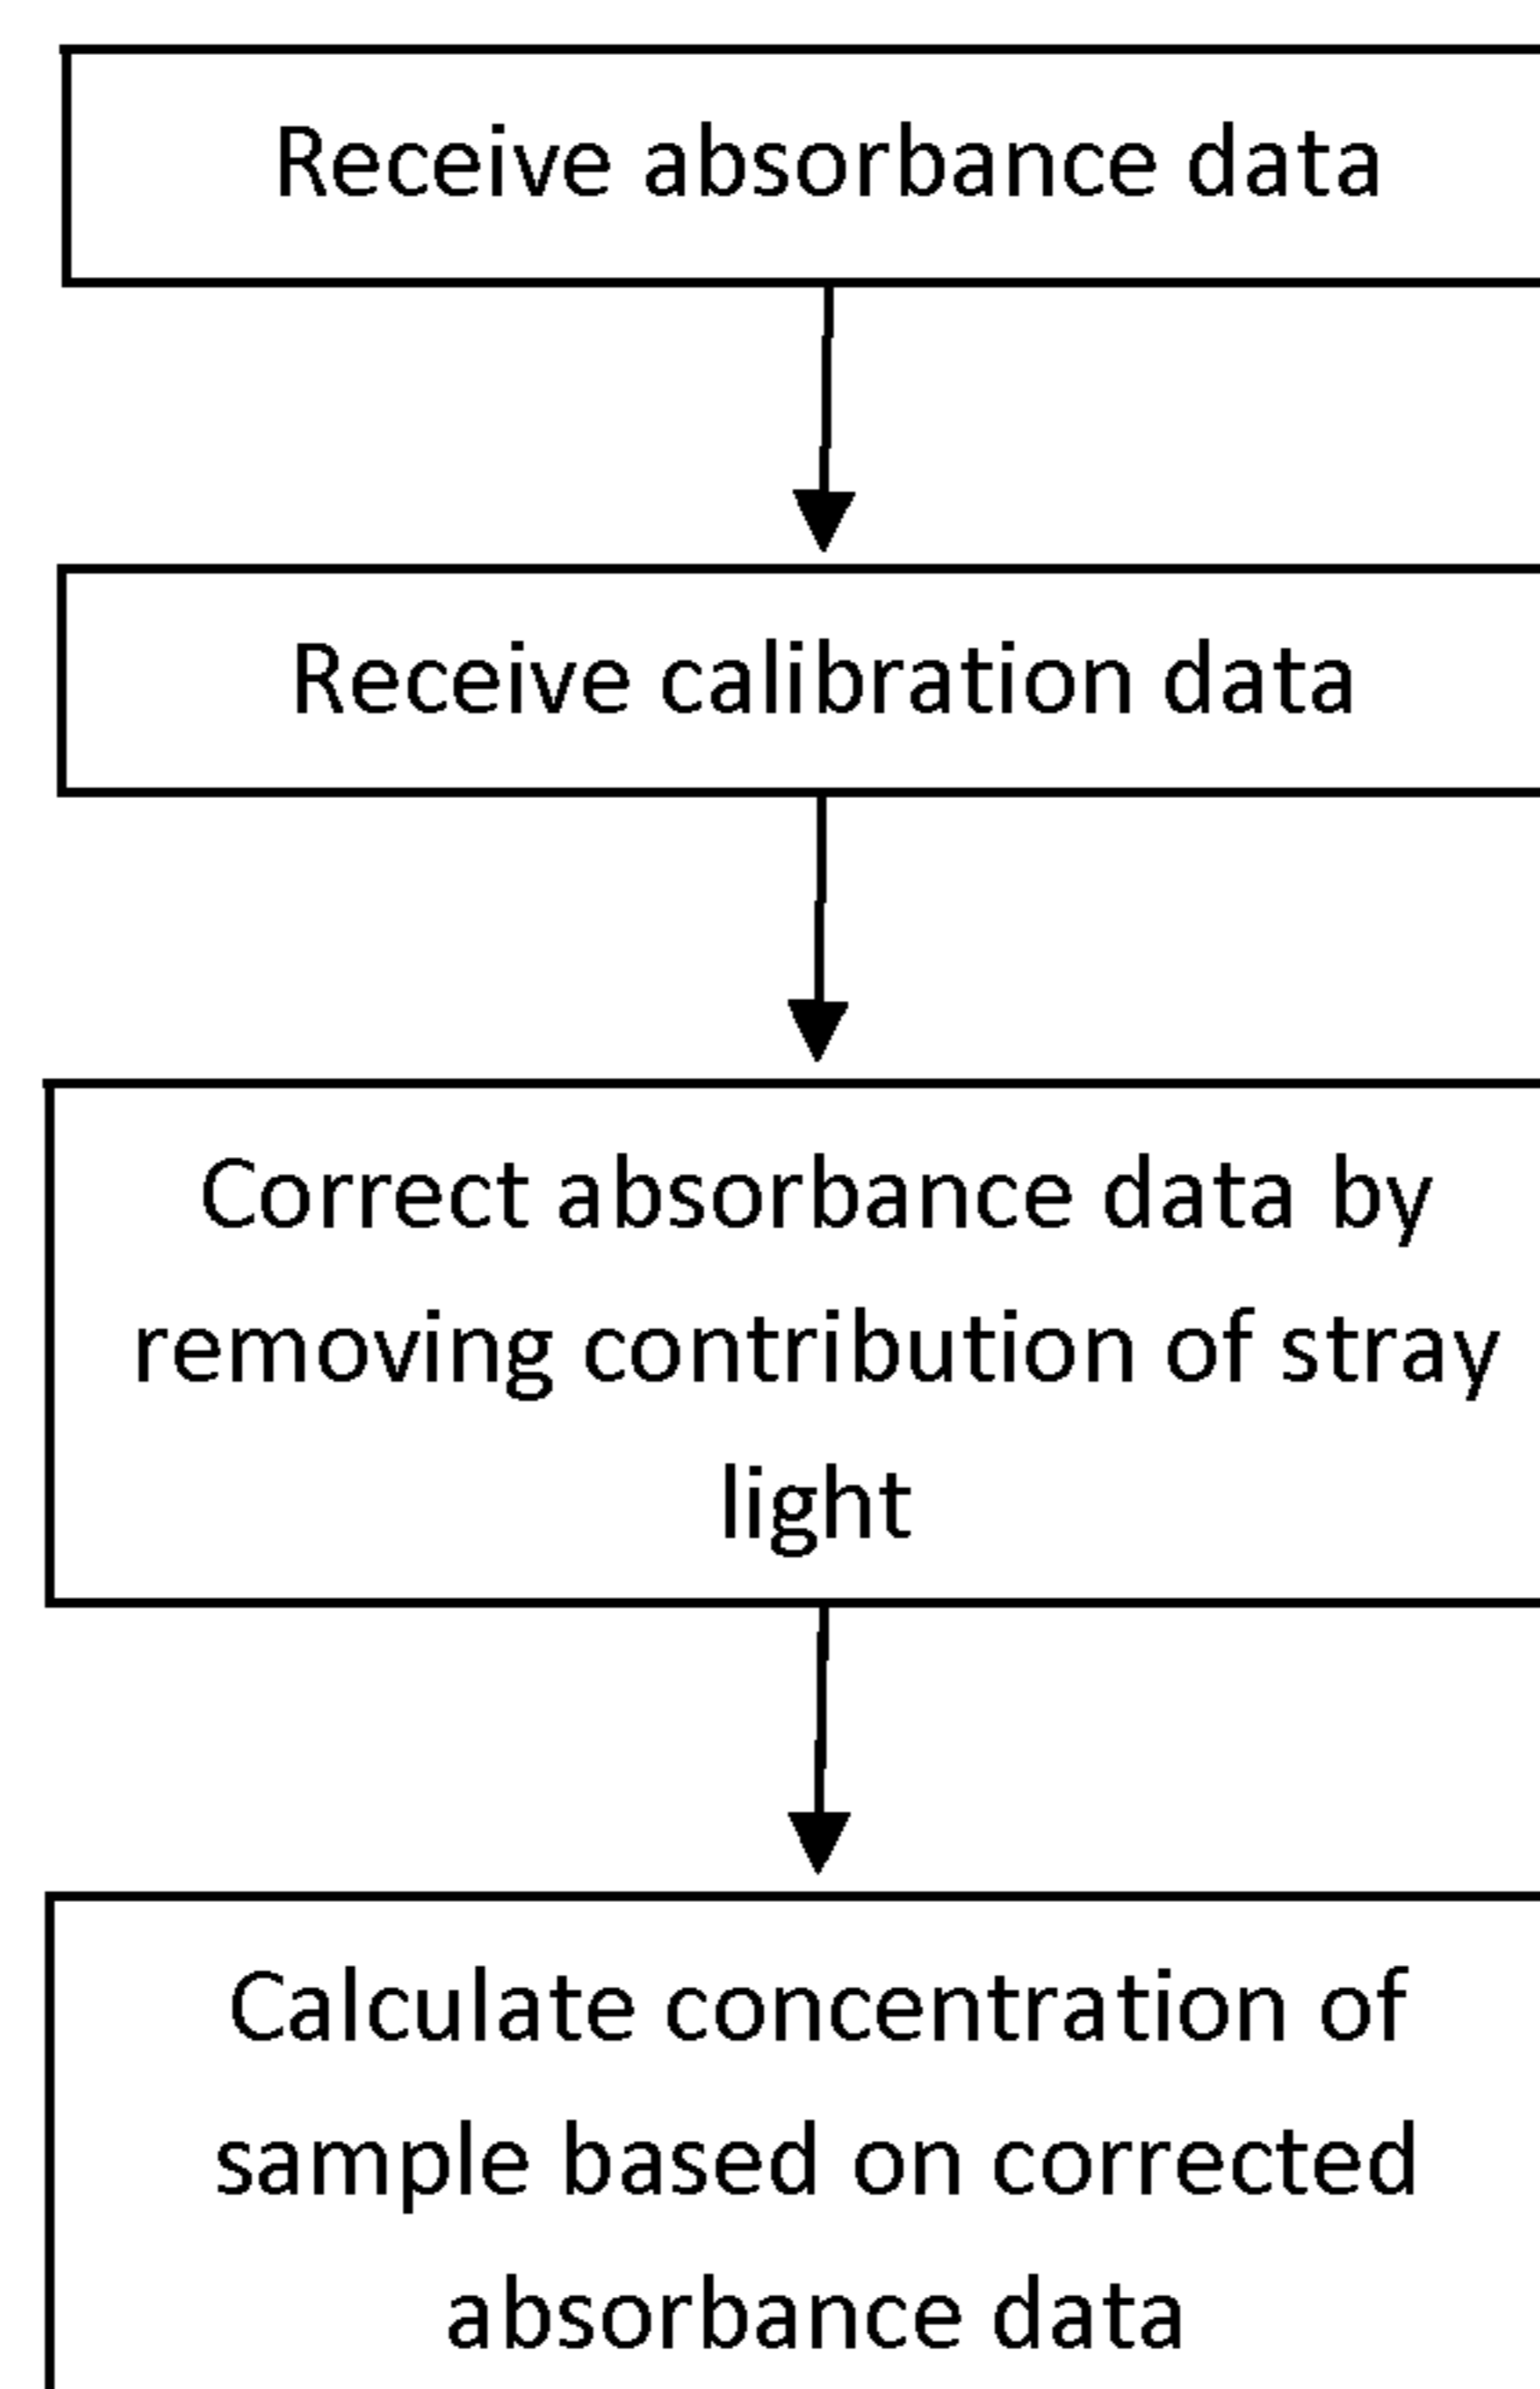 Receive absorbance data
Receive calibration data
Correct absorbance data by
removing contribution of stray
light
Calculate concentration of
sample based on corrected
absorbance data